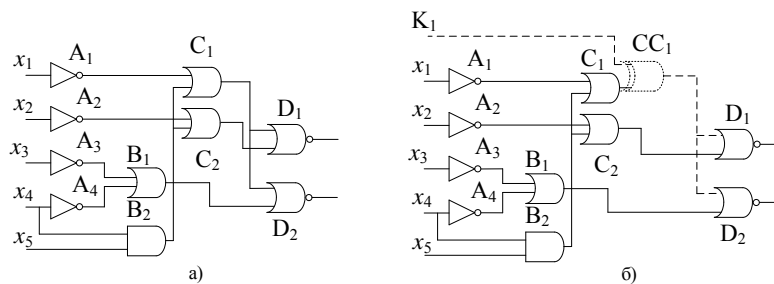 x1 A1 C1
x2 A2
x3 A3 B1 C2 D1
x4 A4 B2 D2
x5
а)
K1
x1 A1 C1 CC1
x2 A2 D1
x3 A3 B1 C2
x4 A4 B2 D2
x5
б)